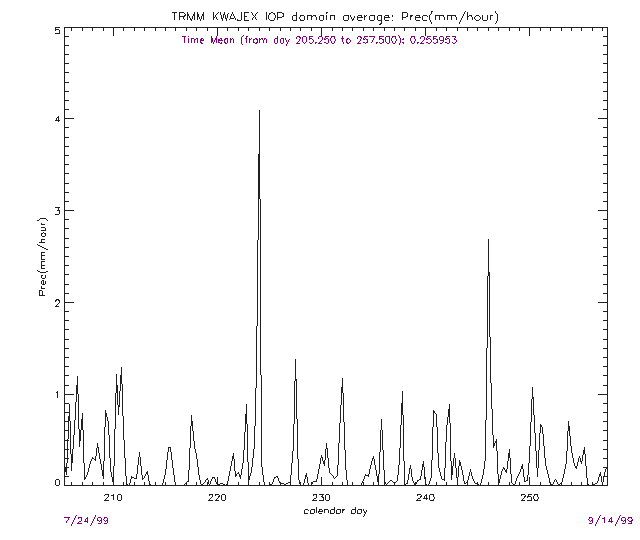 TRMM KWAJEX IOP domain average: Prec(mm/hour)
Time Mean (from day 205.250 to 257.500): 0.255953
5
4
3
2
1
0
Prec(mm/hour)
210 220 230 240 250
calendar day
7/24/99 9/14/99